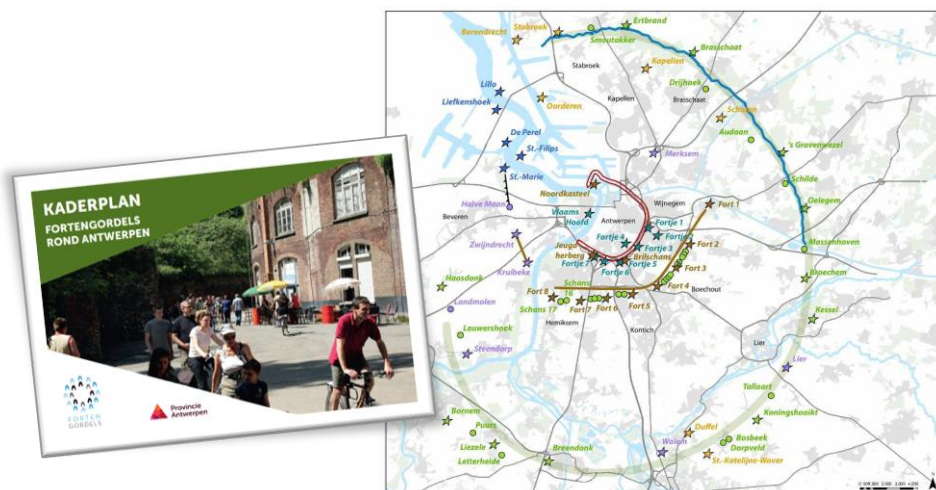 KADERPLAN
FORTENGORDELS
ROND ANTWERPEN
FORTEN
GORDELS
Provincie
Antwerpen
Ertbrand
Stabroek
Berendrecht
Smoutakker
Brasschaat
Stabroek
Kapellen
Drijhoek
Lillo
Kapellen
Brasschaat
Liefkenshoek
Oorderen
Schoten
Audaan
De Perel
St.-Filips
's Gravenwezel
Merksem
St.-Marie
Schilde
Noordkasteel
Halve Maan
Wijnegem
Fort 1
Oelegem
Beveren
Vlaams
Hoofd
Antwerpen
Fortje 1
Zwijndrecht
Fortje 4
Fort 2
Massenhoven
Jeugd
herberg
Fortje 3
Brilschans
Kruibeke
Fortje 7
Fortje 5
Fort 3
Broechem
Haasdonk
Fortje 6
Boechout
Schans
16
Fort 4
Fort 8
Landmolen
Schans 17
Fort 7
Fort 6
Fort 5
Kessel
Hemiksem
Kontich
Lauwershoek
Lier
Steendorp
Lier
Tallaart
Bornem
Koningshooikt
Puurs
Duffel
Liezele
Walem
Bosbeek
Dorpveld
Letterheide
Breendonk
St.-Katelijne-Waver